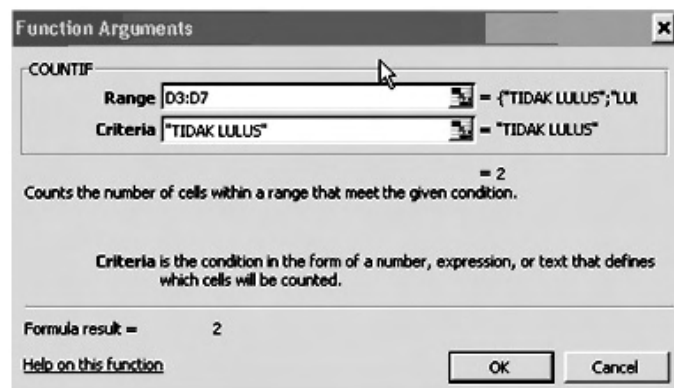 Function Arguments
COUNTIF
Range D3:D7 = {"TIDAK LULUS";"LUL
Criteria "TIDAK LULUS" = "TIDAK LULUS"
= 2
Counts the number of cells within a range that meet the given condition.
Criteria is the condition in the form of a number, expression, or text that defines
which cells will be counted.
Formula result = 2
Help on this function OK Cancel